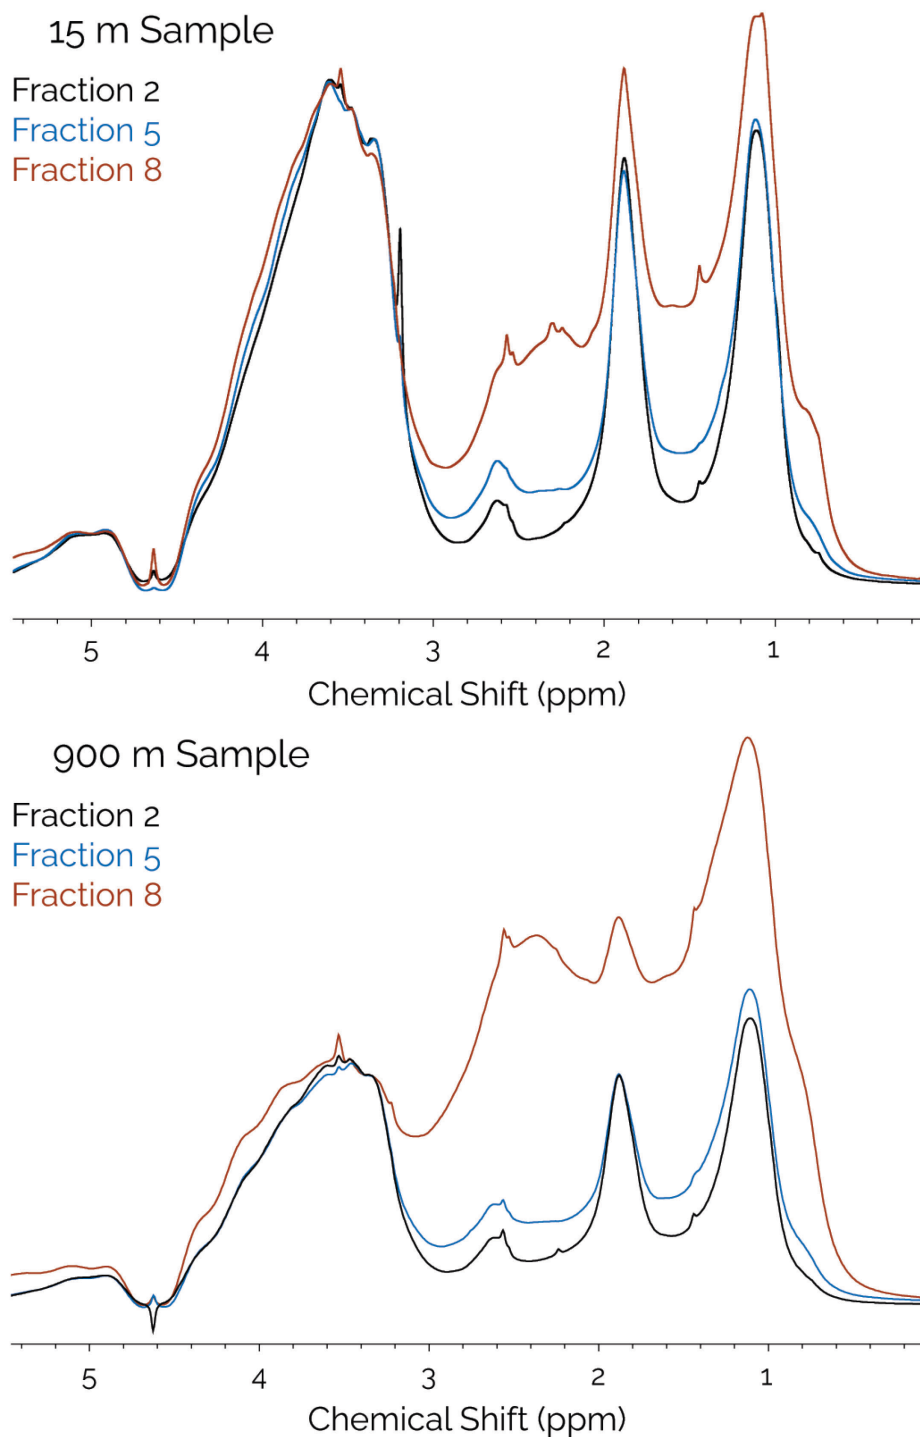 15 m Sample
Fraction 2
Fraction 5
Fraction 8
5 4 3 2 1
Chemical Shift (ppm)
900 m Sample
Fraction 2
Fraction 5
Fraction 8
5 4 3 2 1
Chemical Shift (ppm)